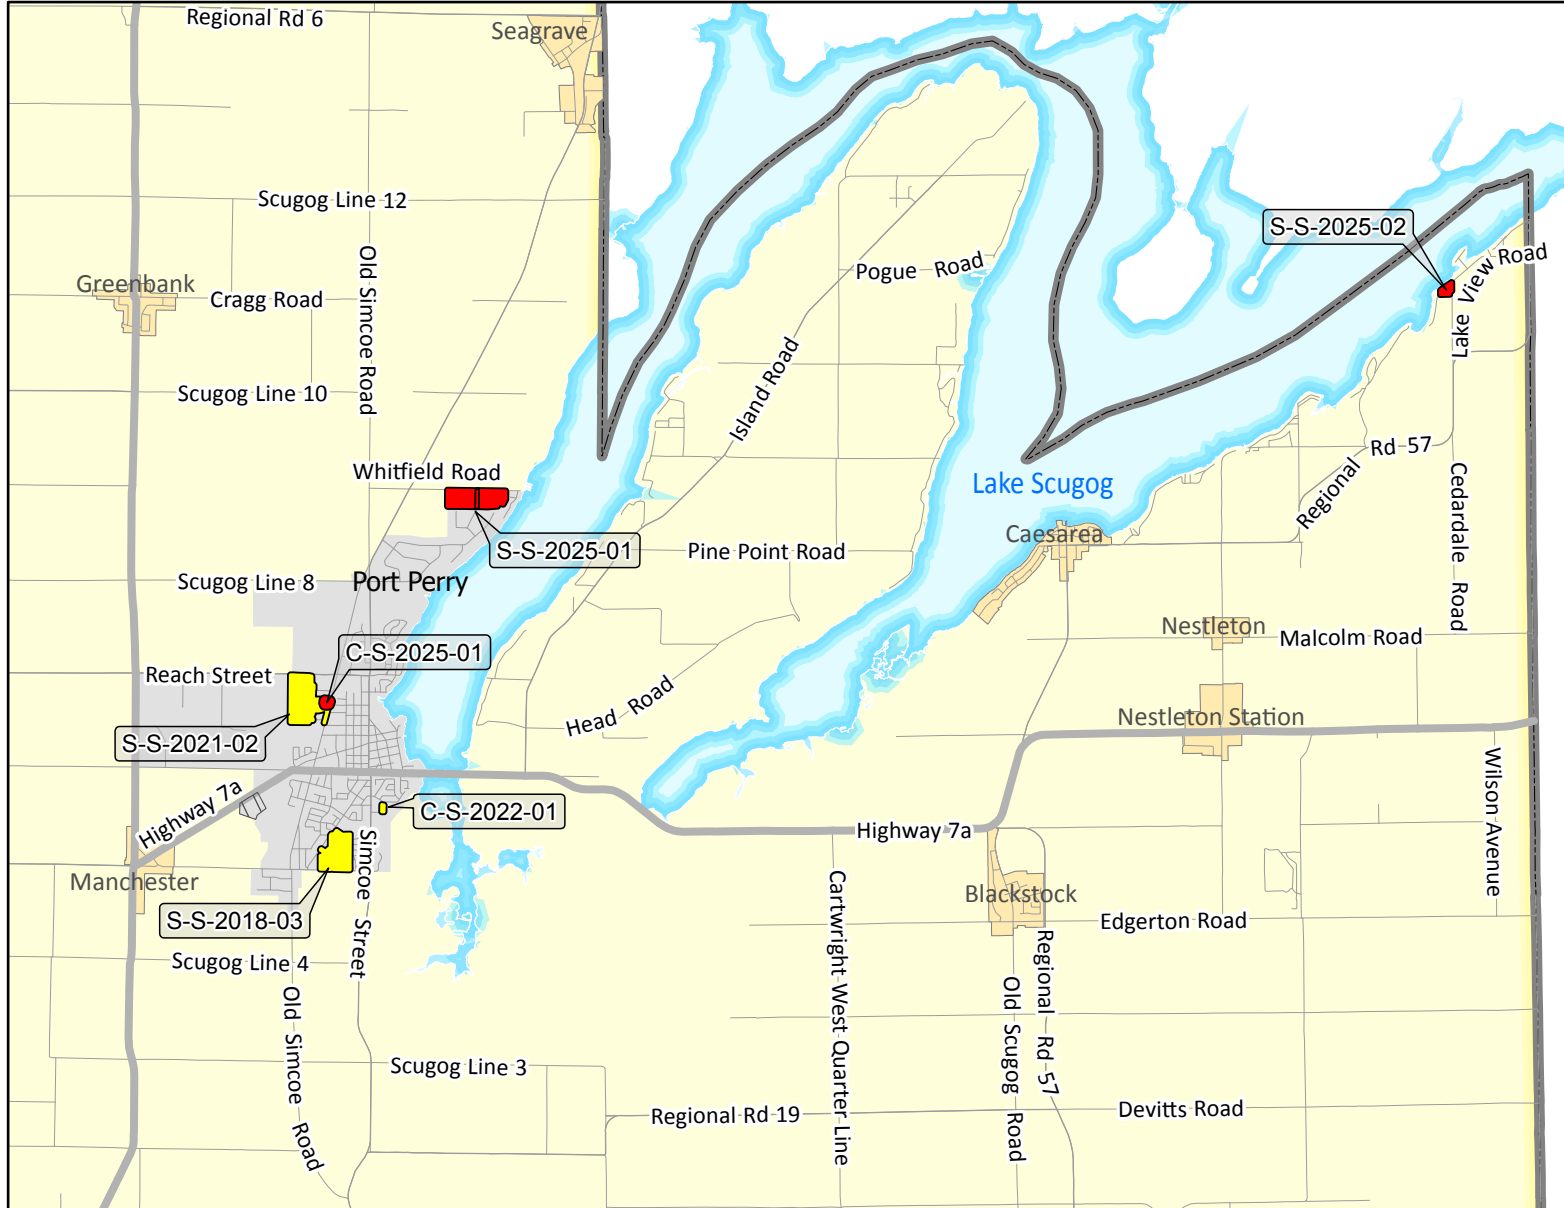 Regional Rd 6
Seagrave
Scugog Line 12
Old Simcoe Road
S-S-2025-02
Greenbank
Cragg Road
Pogue Road
Lake View Road
Island Road
Scugog Line 10
Whitfield Road
Lake Scugog
Regional Rd 57
Cedardale Road
S-S-2025-01
Pine Point Road
Caesarea
Scugog Line 8
Port Perry
Nestleton
Malcolm Road
C-S-2025-01
Reach Street
Head Road
Nestleton Station
S-S-2021-02
Wilson Avenue
Highway 7a
C-S-2022-01
Highway 7a
Simcoe Street
Manchester
Cartwright West Quarter Line
Blackstock
S-S-2018-03
Edgerton Road
Scugog Line 4
Regional Rd 57
Old Scugog Road
Old Simcoe Road
Scugog Line 3
Regional Rd 19
Devitts Road